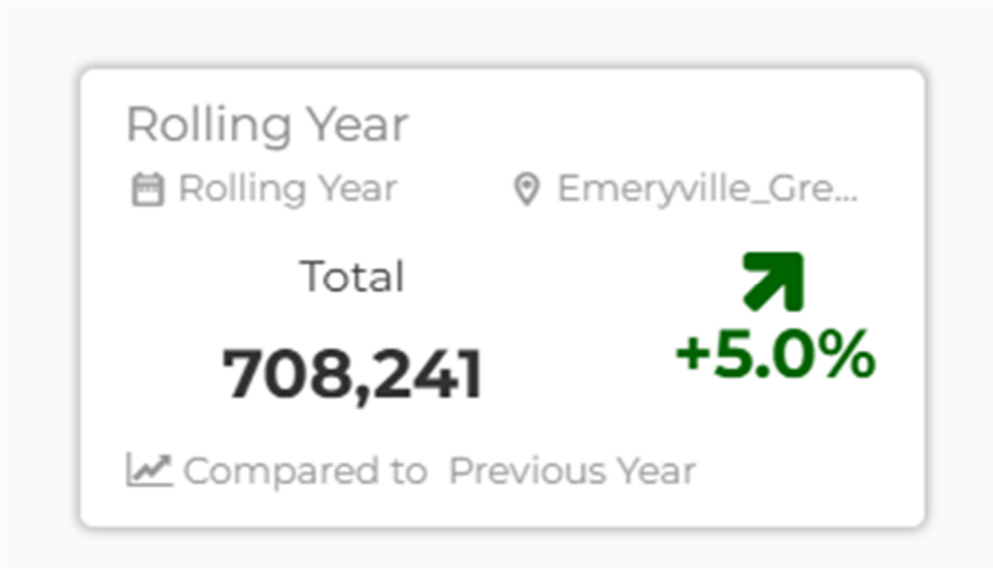 Rolling Year
Rolling Year Emeryville_Gre...
Total
708,241
+5.0%
Compared to Previous Year